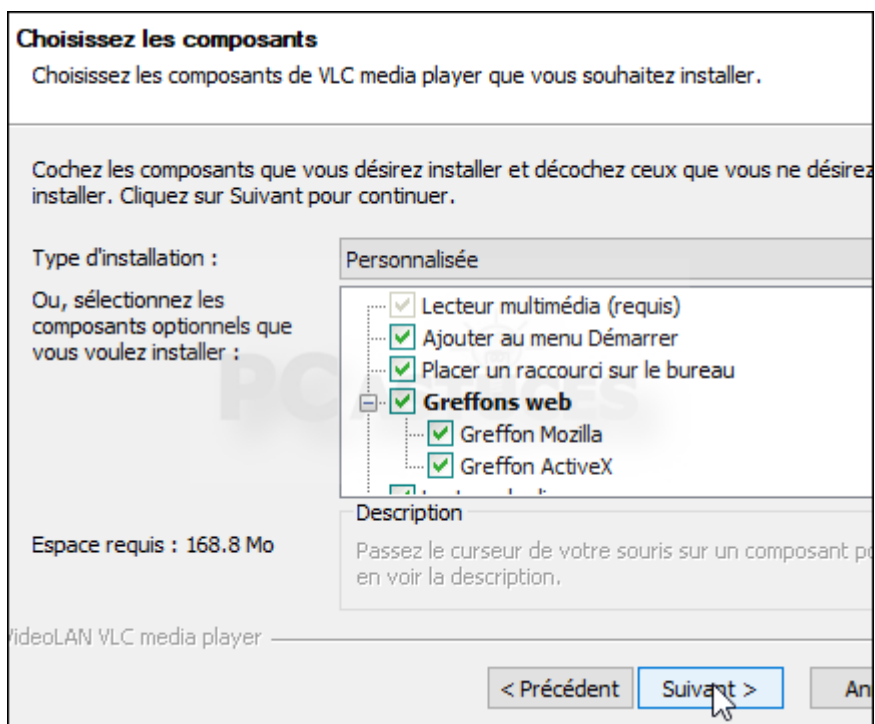 Choisissez les composants
Choisissez les composants de VLC media player que vous souhaitez installer.
Cochez les composants que vous désirez installer et décochez ceux que vous ne désirez
installer. Cliquez sur Suivant pour continuer.
Type d'installation :
Personnalisée
Ou, sélectionnez les
composants optionnels que
vous voulez installer :
Lecteur multimédia (requis)
Ajouter au menu Démarrer
Placer un raccourci sur le bureau
Greffons web
Greffon Mozilla
Greffon ActiveX
PCASTUCES
Espace requis : 168.8 Mo
Description
Passez le curseur de votre souris sur un composant
en voir la description.
VideoLAN VLC media player
< Précédent
Suivant >